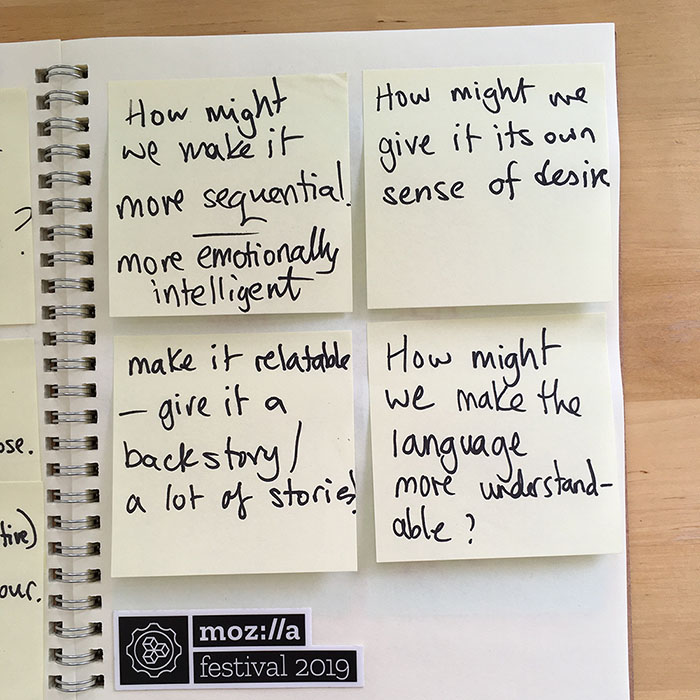 How might
we make it
more sequential.
more emotionally
intelligent
How might we
give it its own
sense of desire
make it relatable
— give it a
backstory /
a lot of stories!
How might
we make the
language
more understand-
able?
?
ose.
tive)
our.
moz://a
festival 2019